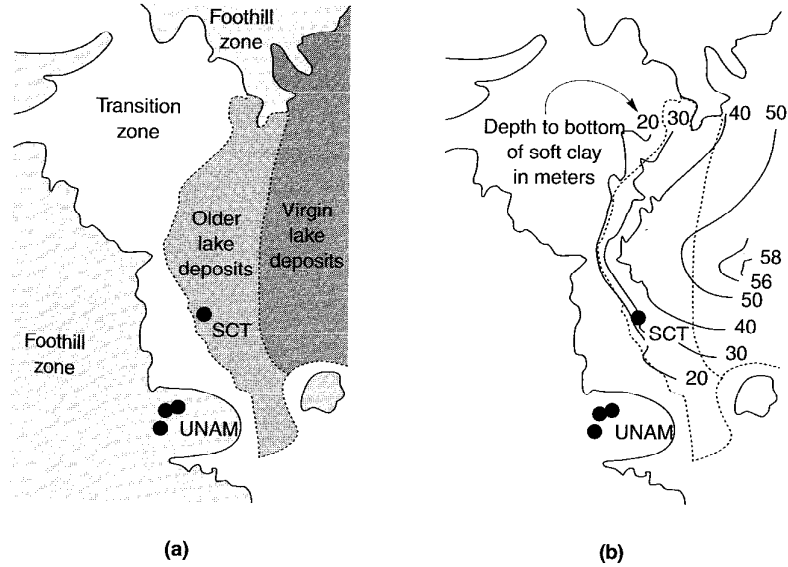 Foothill
zone
Transition
zone
Older
lake
deposits
Virgin
lake
deposits
SCT
Foothill
zone
UNAM
(a)
20
30
40
50
Depth to bottom
of soft clay
in meters
58
56
50
SCT
40
30
20
UNAM
(b)